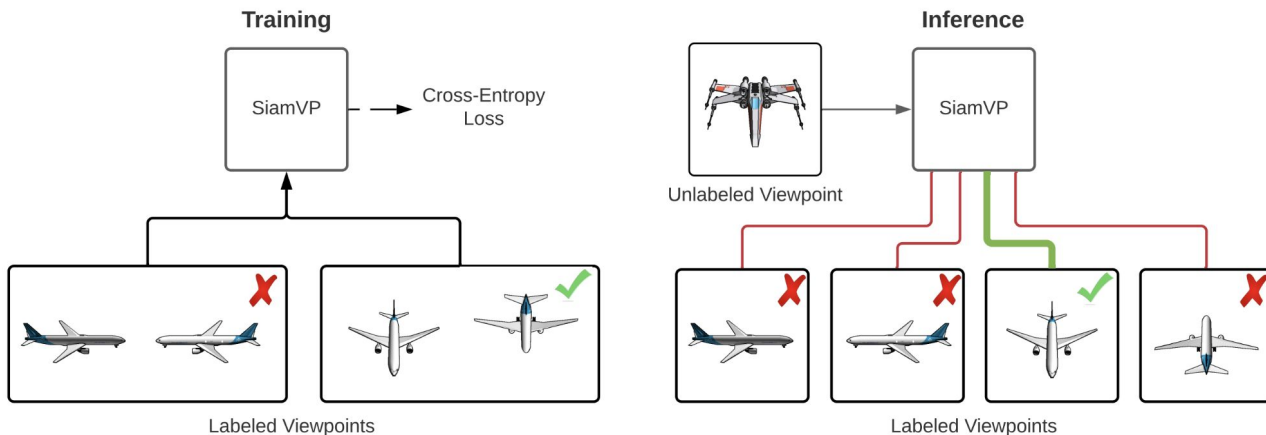 Training
SiamVP
Cross-Entropy
Loss
Labeled Viewpoints
Inference
SiamVP
Unlabeled Viewpoint
Labeled Viewpoints